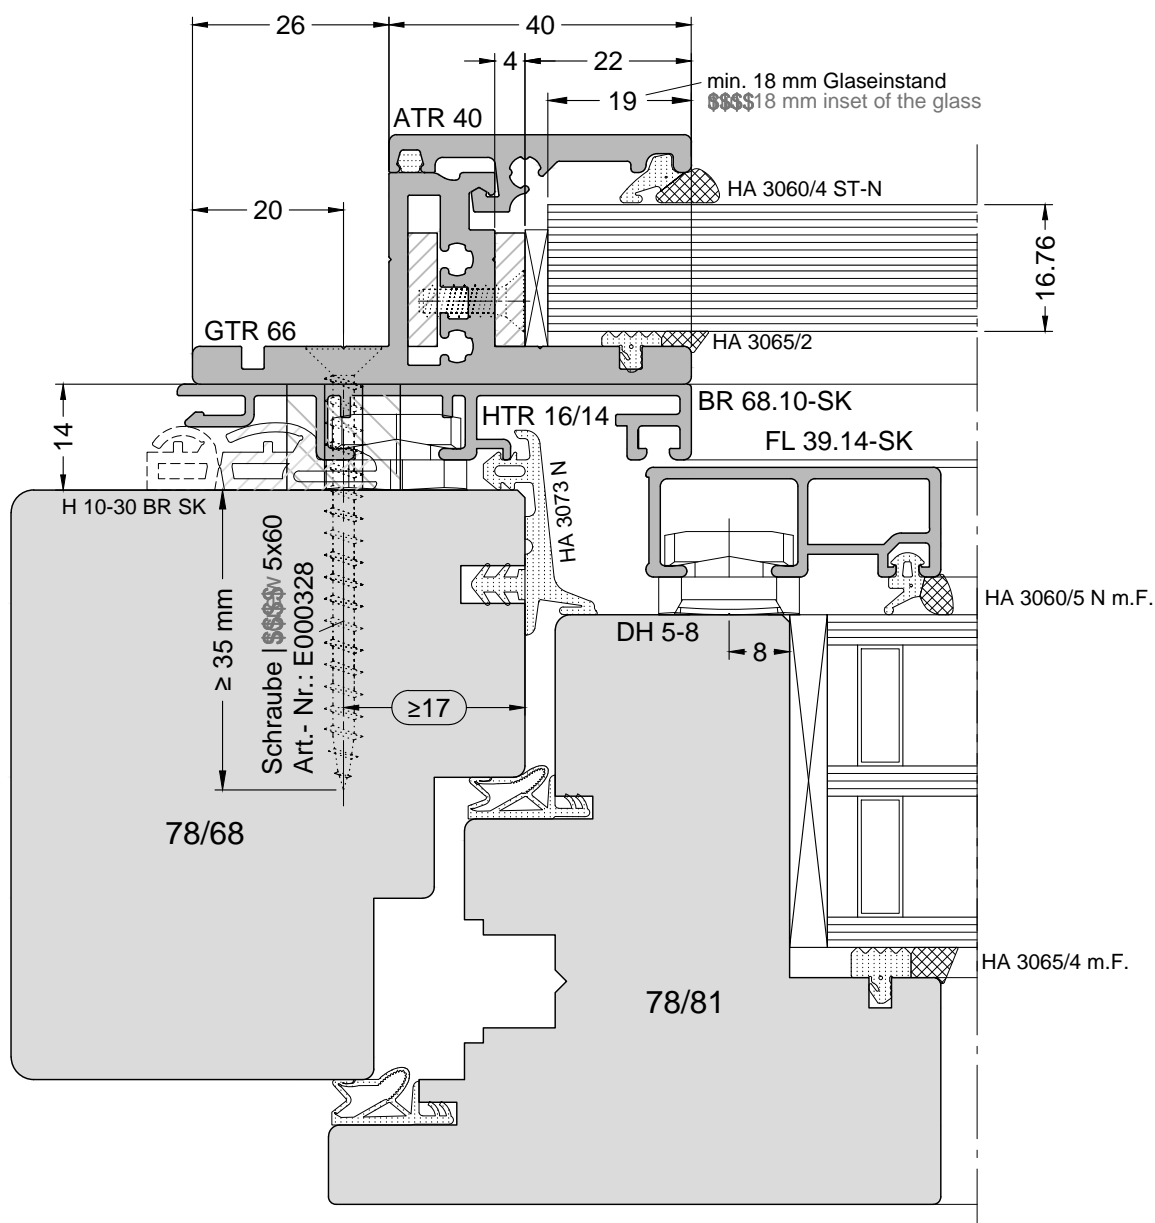 26
40
4
22
min. 18 mm Glaseinstand
19
$$$$18 mm inset of the glass
ATR 40
HA 3060/4 ST-N
20
16.76
GTR 66
HA 3065/2
14
HTR 16/14
BR 68.10-SK
FL 39.14-SK
H 10-30 BR SK
HA 3073 N
≥ 35 mm
Schraube | 5x60
Art.- Nr.: E000328
HA 3060/5 N m.F.
DH 5-8
8
≥17
78/68
HA 3065/4 m.F.
78/81